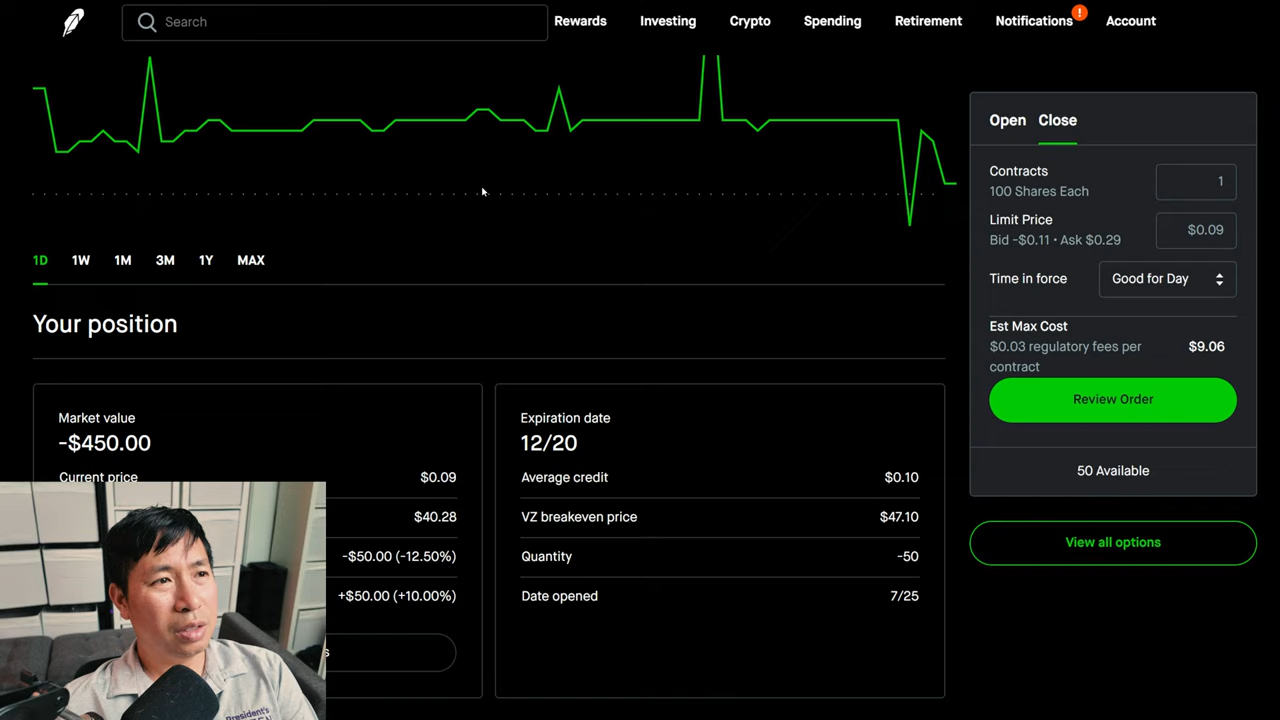 Search
Rewards
Investing
Crypto
Spending
Retirement
Notifications
!
Account
1D
1W
1M
3M
1Y
MAX
Your position
Market value
-$450.00
Current price
$0.09
$40.28
-$50.00 (-12.50%)
+$50.00 (+10.00%)
s
Expiration date
12/20
Average credit
$0.10
VZ breakeven price
$47.10
Quantity
-50
Date opened
7/25
Open
Close
Contracts
100 Shares Each
1
Limit Price
Bid -$0.11 • Ask $0.29
$0.09
Time in force
Good for Day
Est Max Cost
$0.03 regulatory fees per
contract
$9.06
Review Order
50 Available
View all options
President's